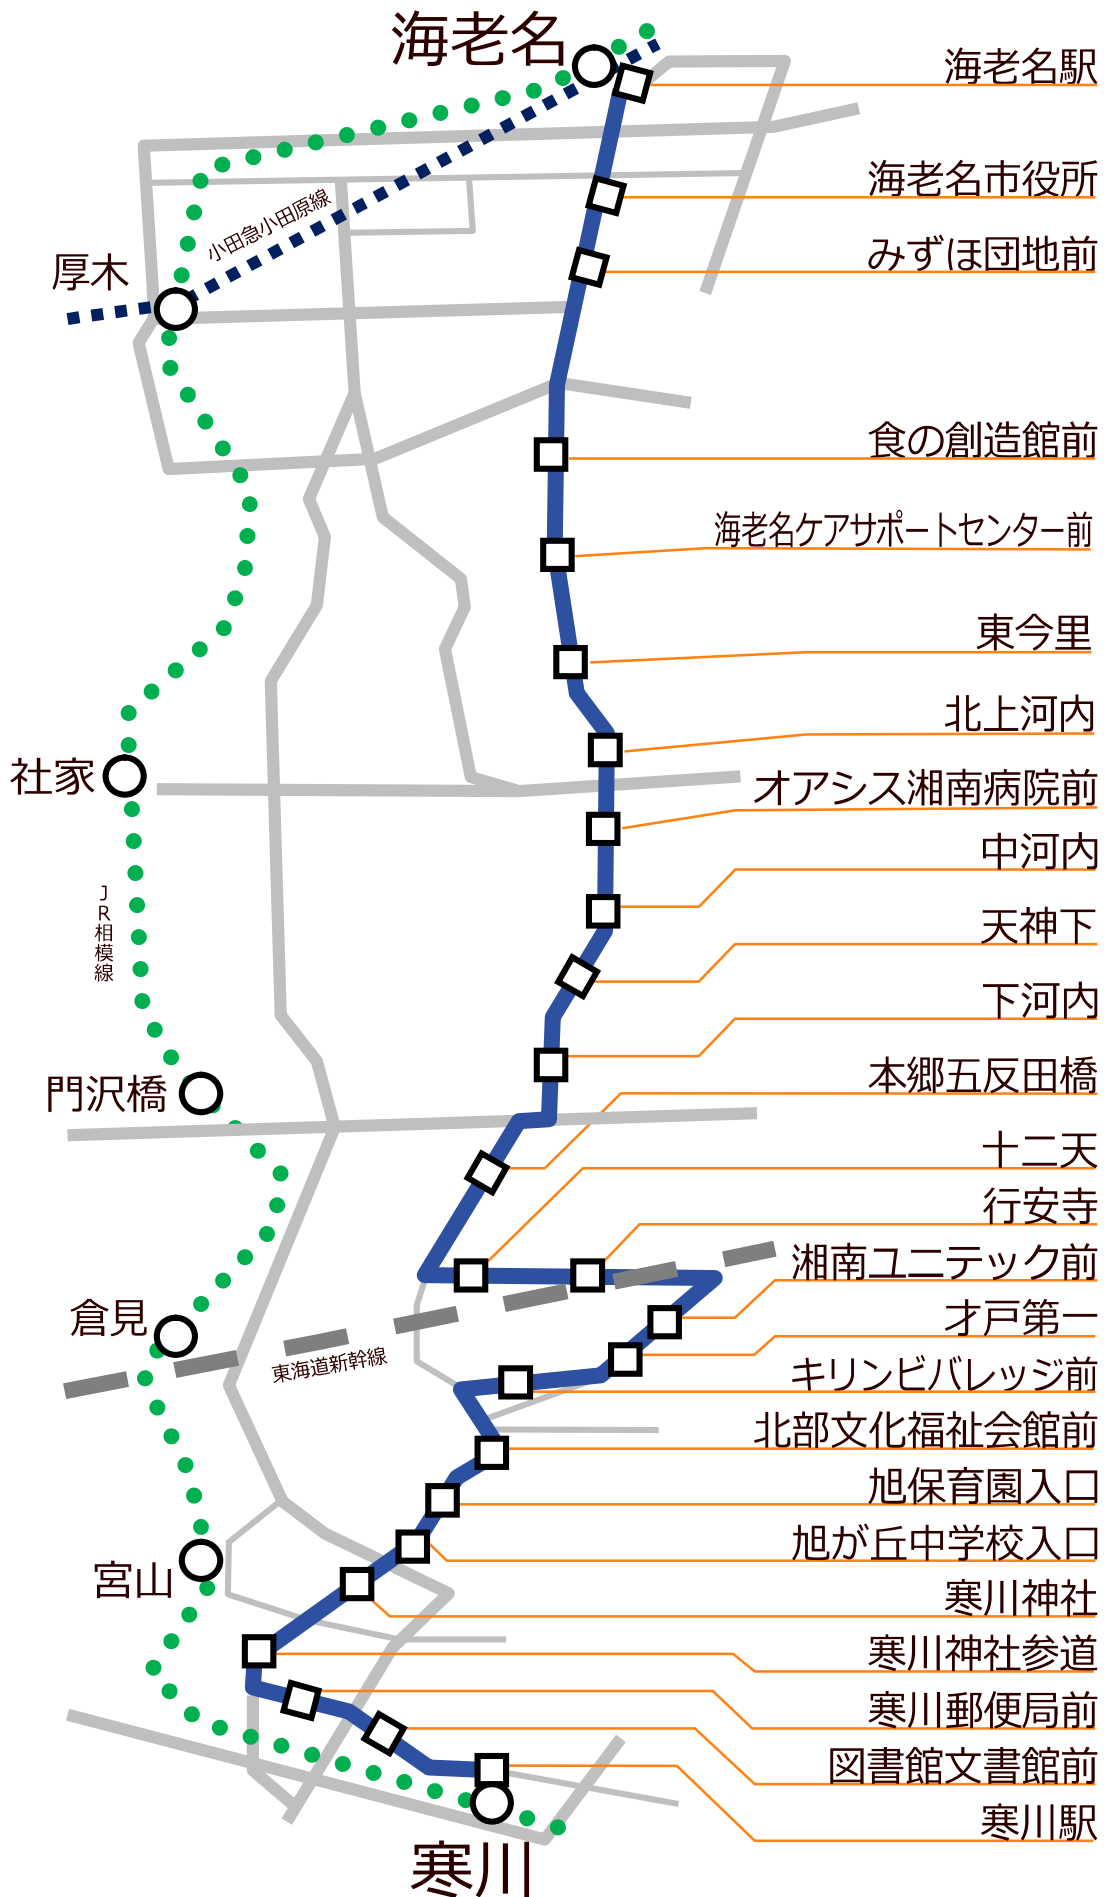 海老名
海老名駅
海老名市役所
小田急小田原線
みずほ団地前
厚木
食の創造館前
海老名ケアサポートセンター前
東今里
北上河内
社家
オアシス湘南病院前
中河内
JR相模線
天神下
下河内
門沢橋
本郷五反田橋
十二天
行安寺
湘南ユニテック前
倉見
才戸第一
東海道新幹線
キリンビバレッジ前
北部文化福祉会館前
旭保育園入口
旭が丘中学校入口
宮山
寒川神社
寒川神社参道
寒川郵便局前
図書館文書館前
寒川駅
寒川